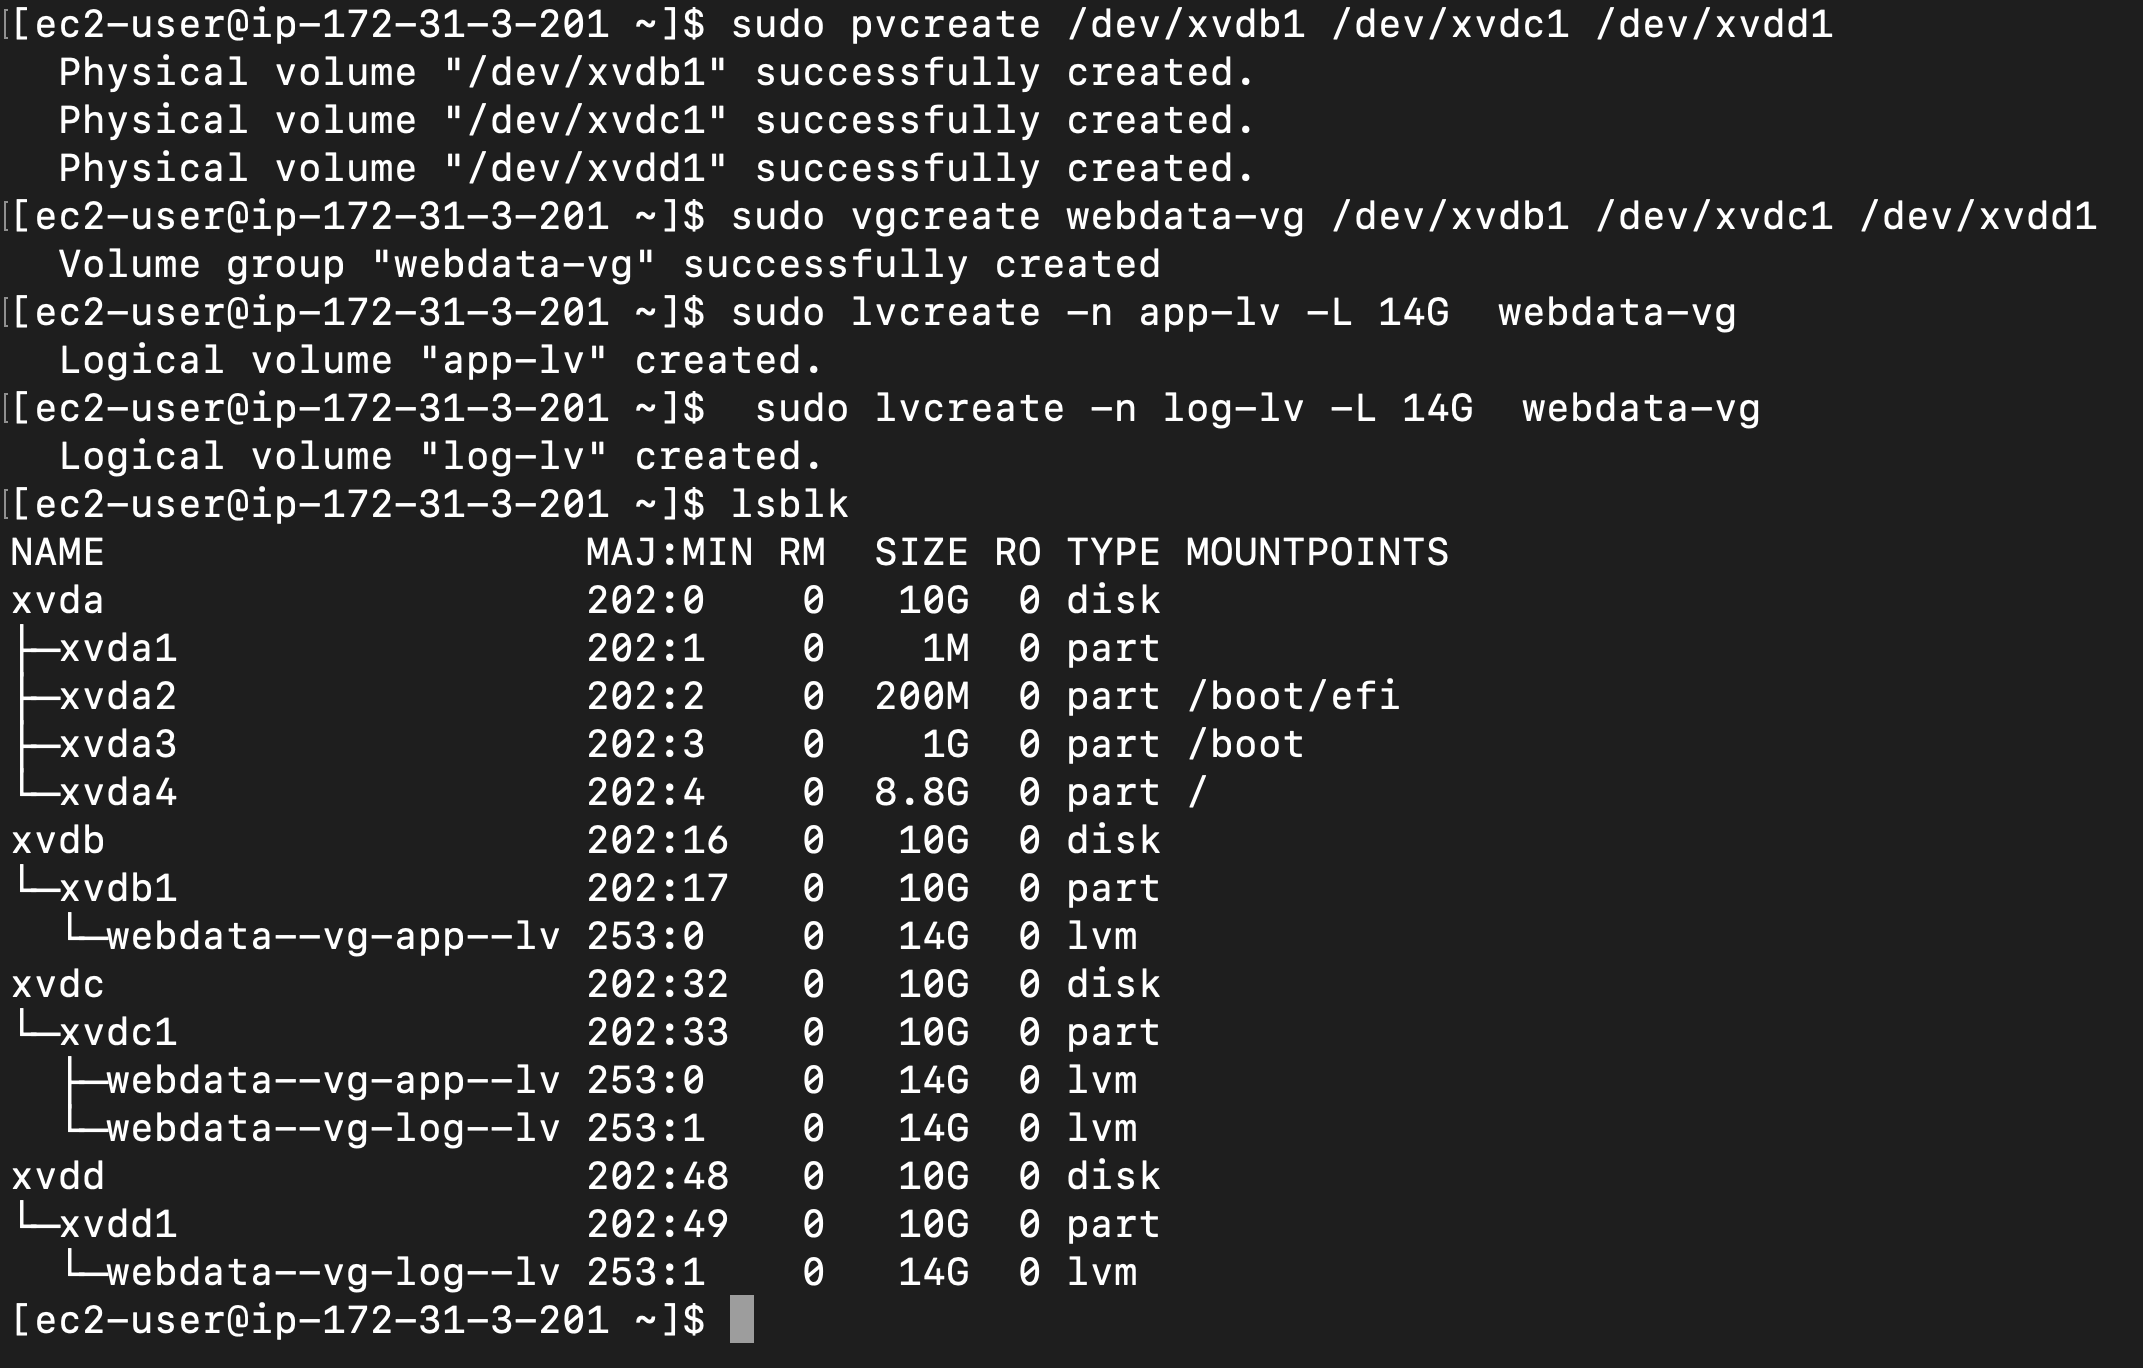 [[ec2-user@ip-172-31-3-201 ~]$ sudo pvcreate /dev/xvdb1 /dev/xvdc1 /dev/xvdd1
  Physical volume "/dev/xvdb1" successfully created.
  Physical volume "/dev/xvdc1" successfully created.
  Physical volume "/dev/xvdd1" successfully created.
[[ec2-user@ip-172-31-3-201 ~]$ sudo vgcreate webdata-vg /dev/xvdb1 /dev/xvdc1 /dev/xvdd1
  Volume group "webdata-vg" successfully created
[[ec2-user@ip-172-31-3-201 ~]$ sudo lvcreate -n app-lv -L 14G  webdata-vg
  Logical volume "app-lv" created.
[[ec2-user@ip-172-31-3-201 ~]$  sudo lvcreate -n log-lv -L 14G  webdata-vg
  Logical volume "log-lv" created.
[[ec2-user@ip-172-31-3-201 ~]$ lsblk
NAME                    MAJ:MIN RM  SIZE RO TYPE MOUNTPOINTS
xvda                    202:0    0   10G  0 disk
├─xvda1                 202:1    0    1M  0 part
├─xvda2                 202:2    0  200M  0 part /boot/efi
├─xvda3                 202:3    0    1G  0 part /boot
└─xvda4                 202:4    0  8.8G  0 part /
xvdb                    202:16   0   10G  0 disk
└─xvdb1                 202:17   0   10G  0 part
  └─webdata--vg-app--lv 253:0    0   14G  0 lvm
xvdc                    202:32   0   10G  0 disk
└─xvdc1                 202:33   0   10G  0 part
  ├─webdata--vg-app--lv 253:0    0   14G  0 lvm
  └─webdata--vg-log--lv 253:1    0   14G  0 lvm
xvdd                    202:48   0   10G  0 disk
└─xvdd1                 202:49   0   10G  0 part
  └─webdata--vg-log--lv 253:1    0   14G  0 lvm
[ec2-user@ip-172-31-3-201 ~]$